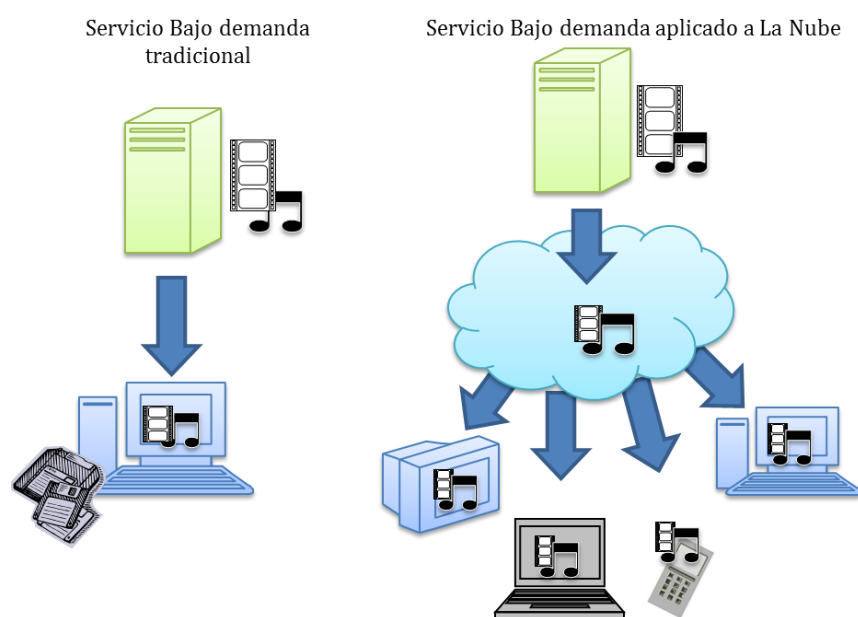 Servicio Bajo demanda
tradicional
Servicio Bajo demanda aplicado a La Nube